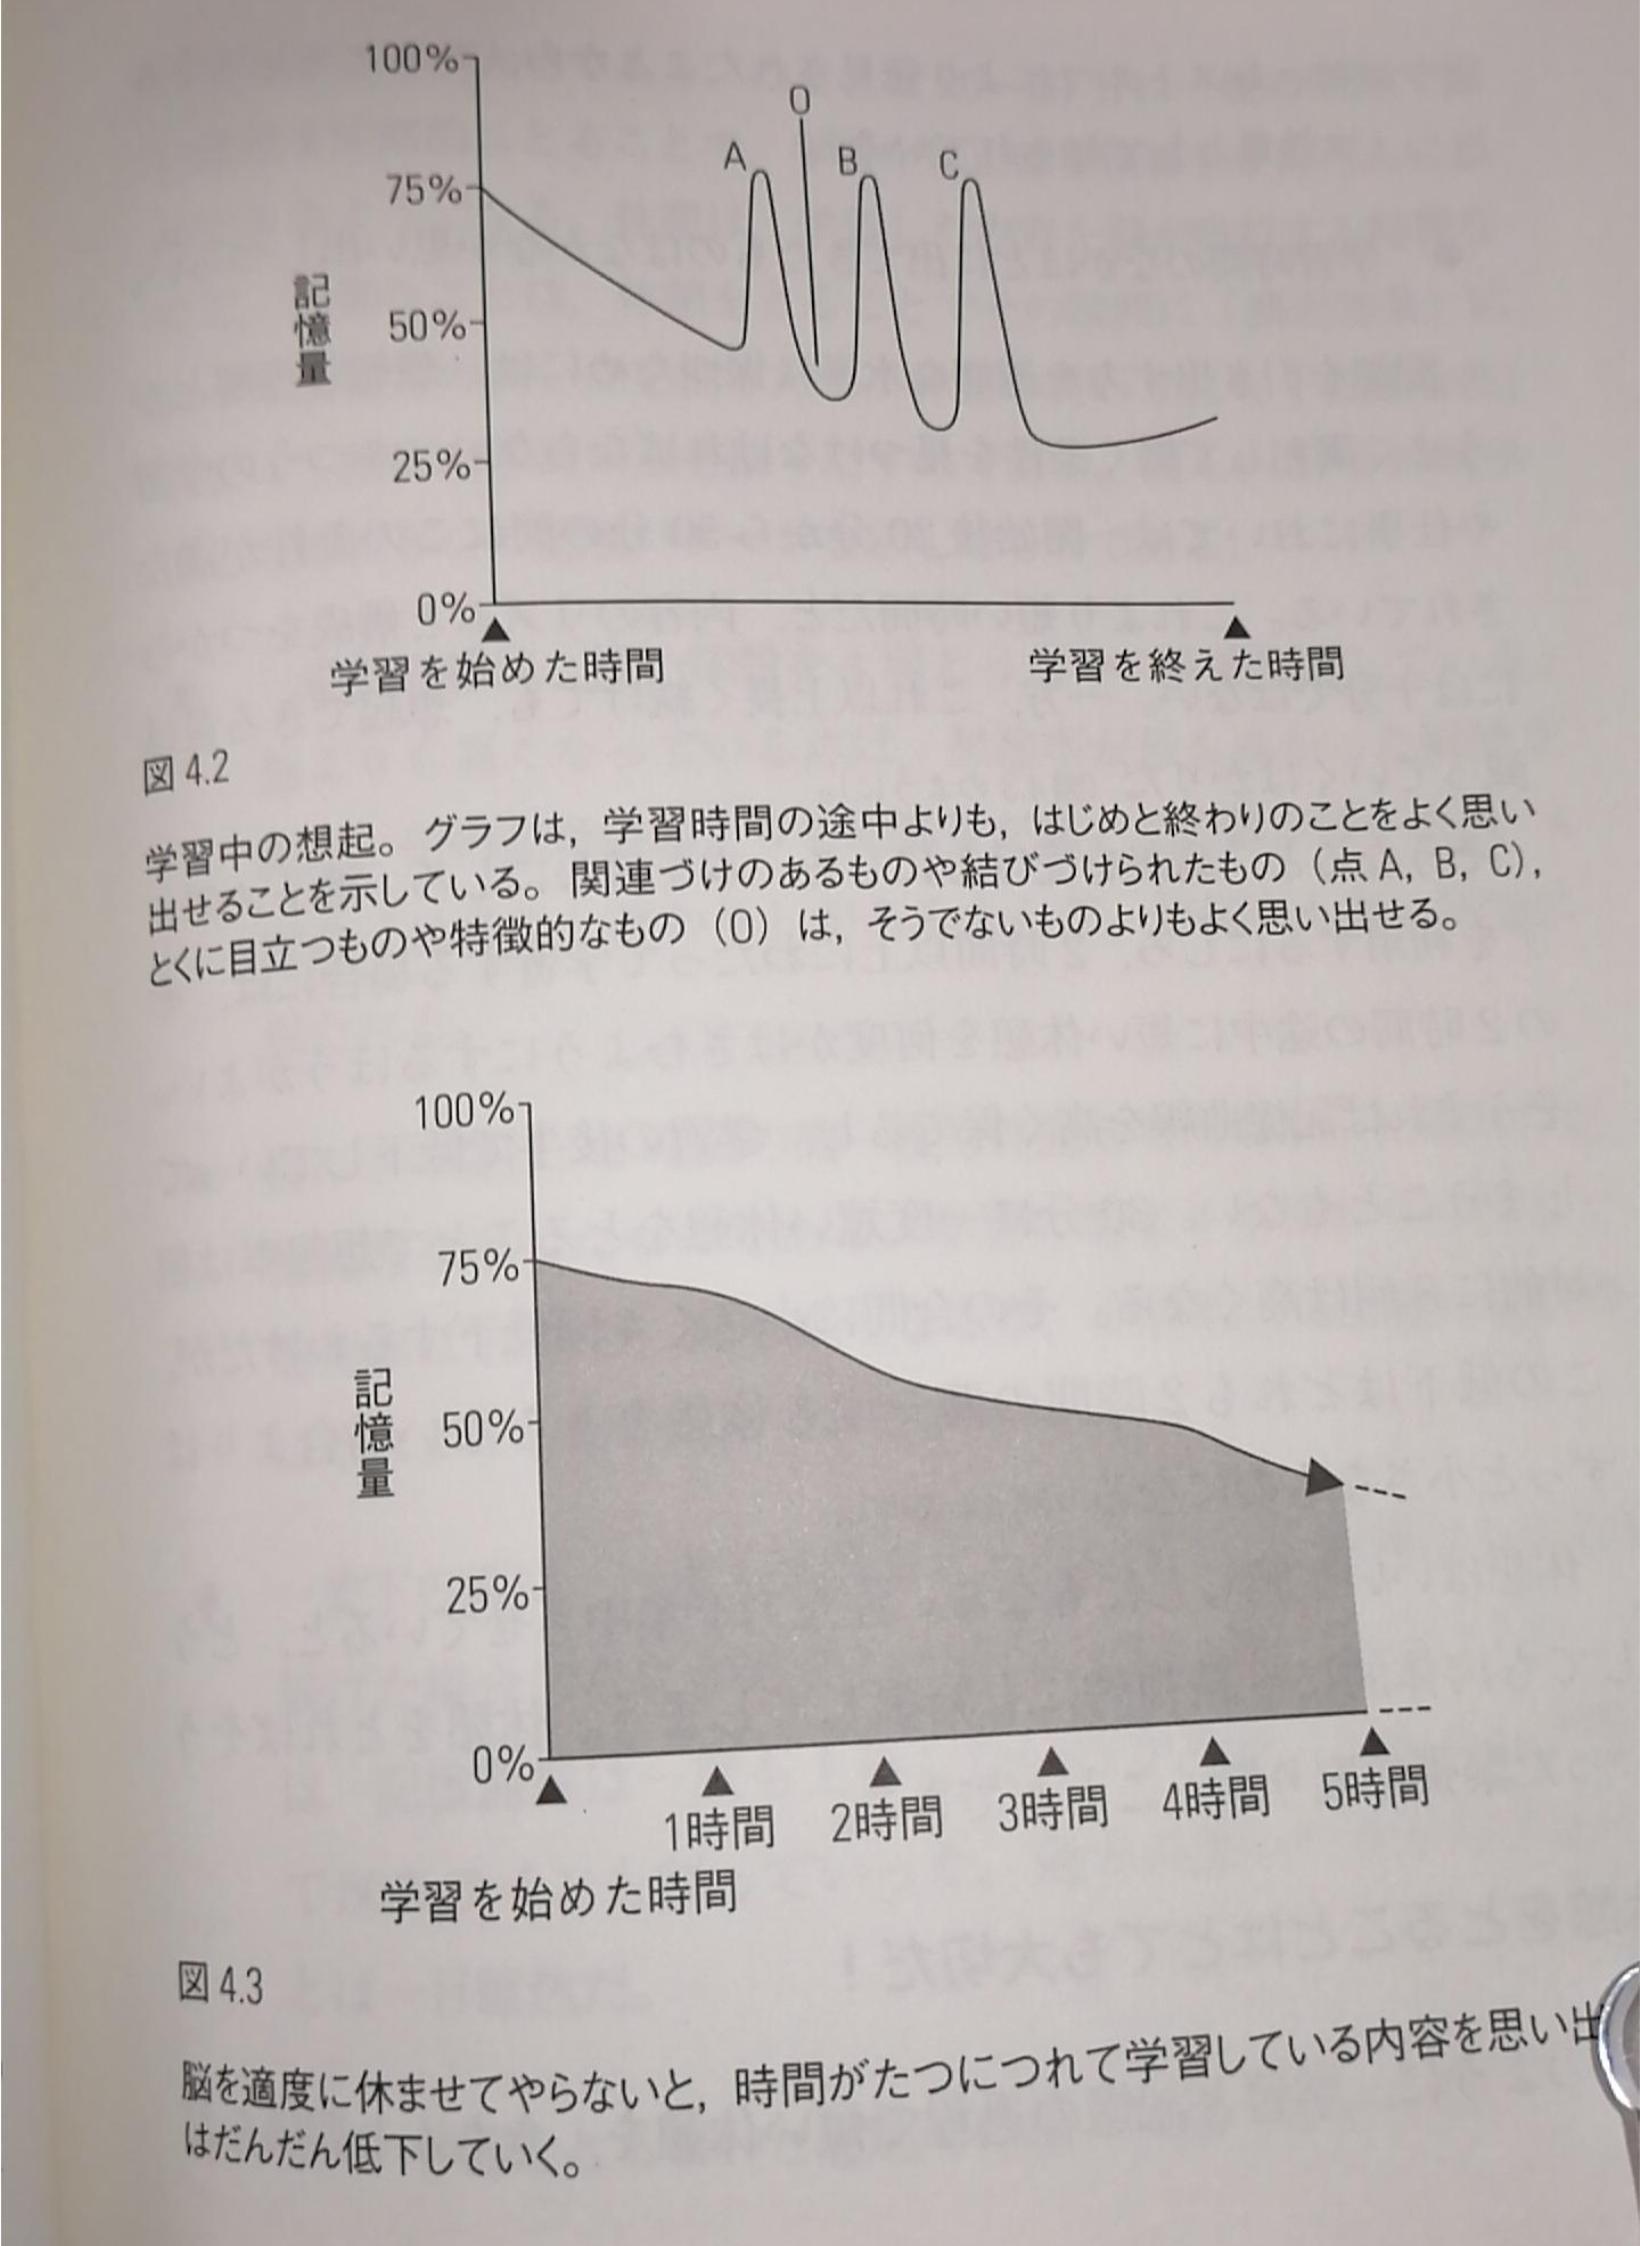 100%
0
A
B
C
75%
記憶量
50%
25%
0%
▲
▲
学習を始めた時間
学習を終えた時間
図4.2
学習中の想起。グラフは，学習時間の途中よりも，はじめと終わりのことをよく思い
出せることを示している。関連づけのあるものや結びづけられたもの（点A, B, C），
とくに目立つものや特徴的なもの（0）は，そうでないものよりもよく思い出せる。
100%
75%
記憶量
50%
25%
0%
▲ ▲ ▲ ▲ ▲ ▲
1時間 2時間 3時間 4時間 5時間
学習を始めた時間
図4.3
脳を適度に休ませてやらないと，時間がたつにつれて学習している内容を思い出
はだんだん低下していく。